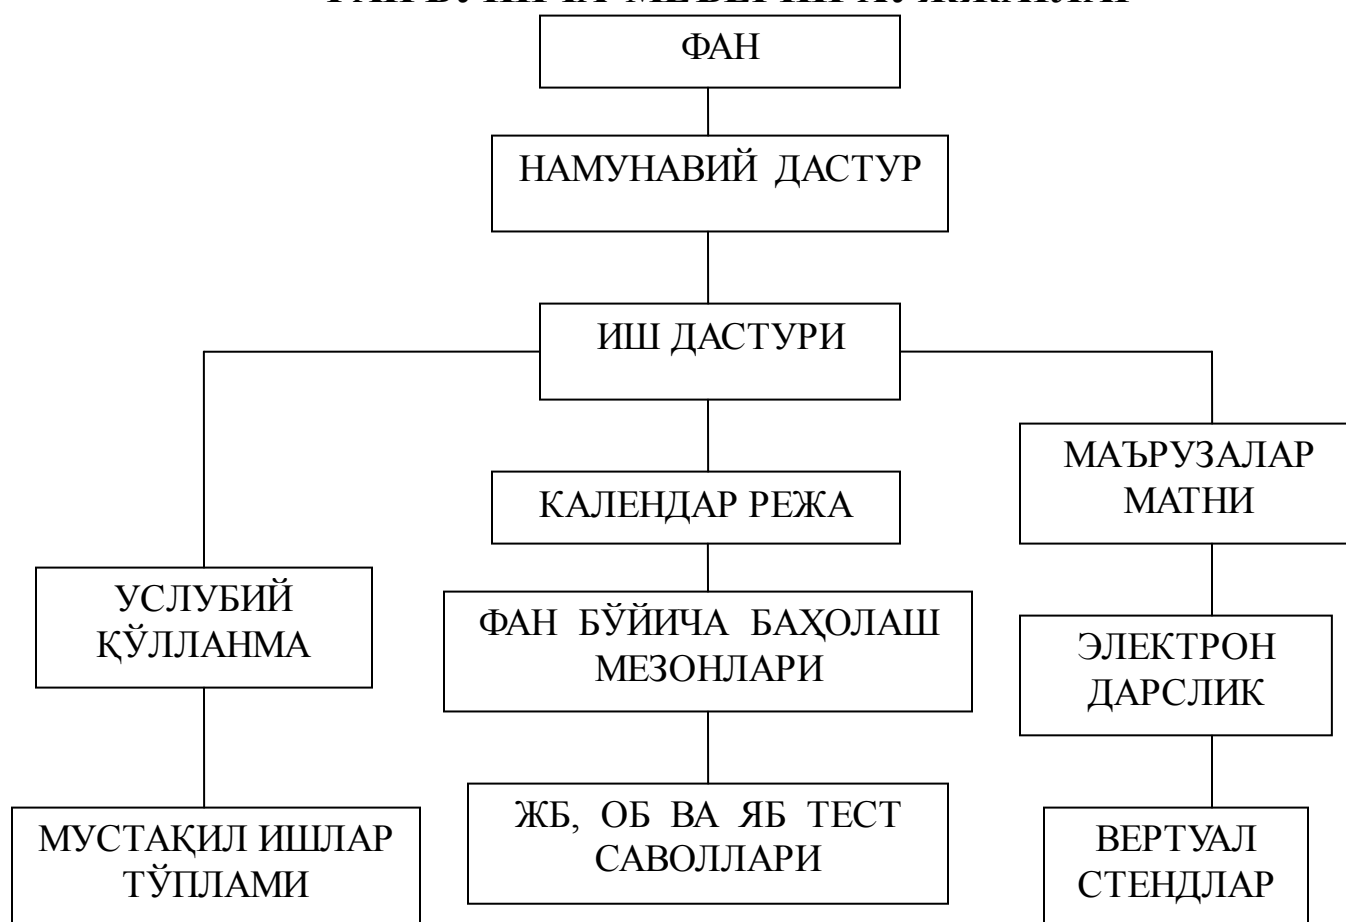 ФАН
НАМУНАВИЙ ДАСТУР
ИШ ДАСТУРИ
КАЛЕНДАР РЕЖА
МАЪРУЗАЛАР
МАТНИ
УСЛУБИЙ
ҚЎЛЛАНМА
ФАН БЎЙИЧА БАҲОЛАШ
МЕЗОНЛАРИ
ЭЛЕКТРОН
ДАРСЛИК
МУСТАҚИЛ ИШЛАР
ТЎПЛАМИ
ЖБ, ОБ ВА ЯБ ТЕСТ
САВОЛЛАРИ
ВЕРТУАЛ
СТЕНДЛАР